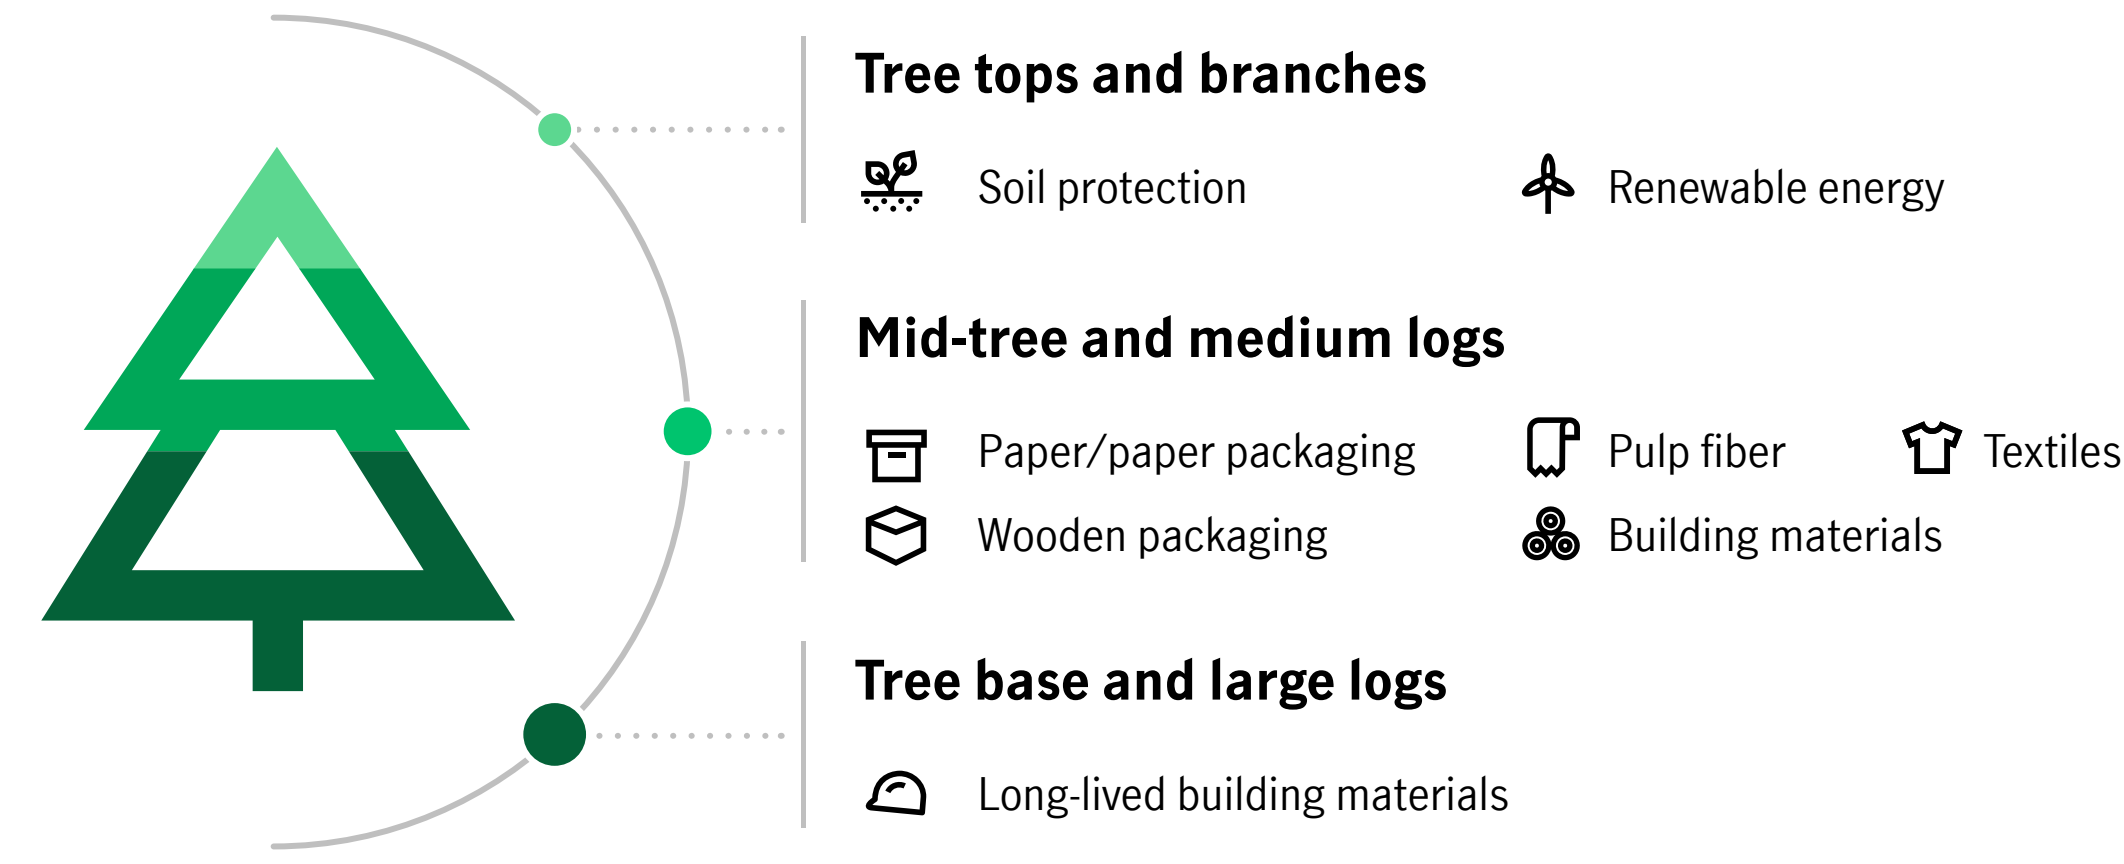 Tree tops and branches
Soil protection
Renewable energy
Mid-tree and medium logs
Paper/paper packaging
Pulp fiber
Textiles
Wooden packaging
Building materials
Tree base and large logs
Long-lived building materials